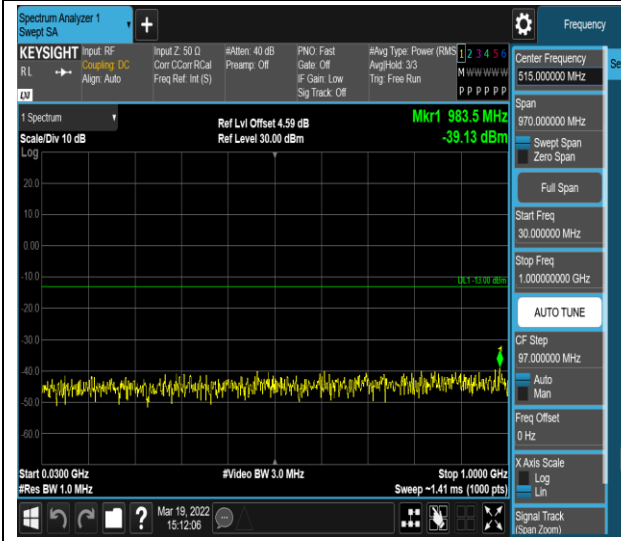 Spectrum Analyzer 1
Swept SA
+
Frequency
KEYSIGHT
RL
LXI
Input: RF
Coupling: DC
Align: Auto
Input Z: 50 Ω
Corr CCorr RCal
Freq Ref: Int (S)
#Atten: 40 dB
Preamp: Off
PNO: Fast
Gate: Off
IF Gain: Low
Sig Track: Off
#Avg Type: Power (RMS
Avg|Hold: 3/3
Trig: Free Run
1 2 3 4 5 6
M W W W W W
P P P P P P
1 Spectrum
Scale/Div 10 dB
Log
Ref Lvl Offset 4.59 dB
Ref Level 30.00 dBm
Mkr1 983.5 MHz
-39.13 dBm
20.0
10.0
0.00
-10.0
DL1 -13.00 dBm
-20.0
-30.0
1
-40.0
-50.0
-60.0
Start 0.0300 GHz
#Res BW 1.0 MHz
#Video BW 3.0 MHz
Stop 1.0000 GHz
Sweep ~1.41 ms (1000 pts)
?
Mar 19, 2022
15:12:06
Center Frequency
515.000000 MHz
Span
970.000000 MHz
Swept Span
Zero Span
Full Span
Start Freq
30.000000 MHz
Stop Freq
1.000000000 GHz
AUTO TUNE
CF Step
97.000000 MHz
Auto
Man
Freq Offset
0 Hz
X Axis Scale
Log
Lin
Signal Track
(Span Zoom)
Se